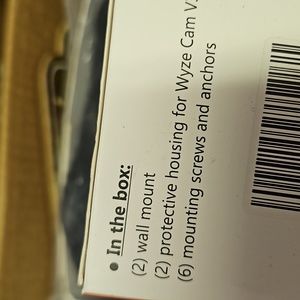 • In the box:
(2) wall mount
(2) protective housing for Wyze Cam V
(6) mounting screws and anchors